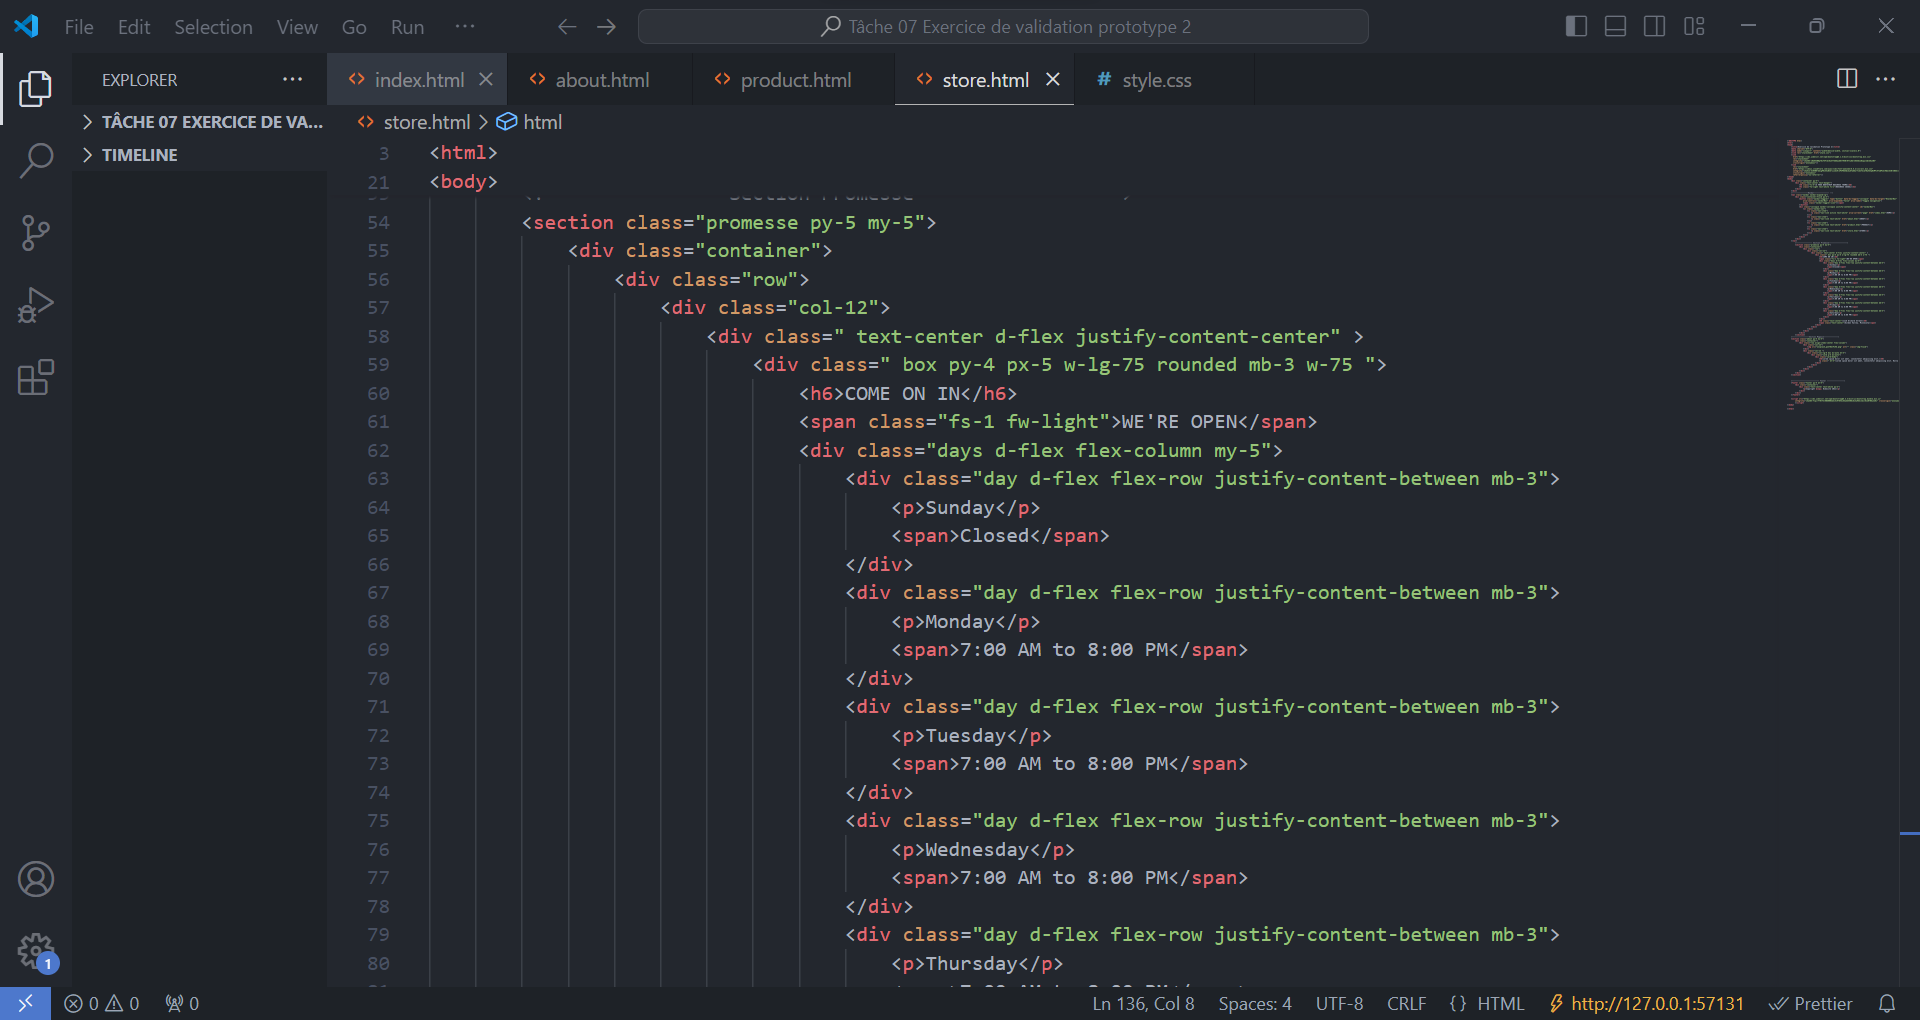 File Edit Selection View Go Run ··· Tâche 07 Exercice de validation prototype 2
EXPLORER ··· <> index.html <> about.html <> product.html <> store.html # style.css ···
TÂCHE 07 EXERCICE DE VA... <> store.html > html
TIMELINE
3 <html>
21 <body>
54 <section class="promesse py-5 my-5">
55 <div class="container">
56 <div class="row">
57 <div class="col-12">
58 <div class=" text-center d-flex justify-content-center" >
59 <div class=" box py-4 px-5 w-lg-75 rounded mb-3 w-75 ">
60 <h6>COME ON IN</h6>
61 <span class="fs-1 fw-light">WE'RE OPEN</span>
62 <div class="days d-flex flex-column my-5">
63 <div class="day d-flex flex-row justify-content-between mb-3">
64 <p>Sunday</p>
65 <span>Closed</span>
66 </div>
67 <div class="day d-flex flex-row justify-content-between mb-3">
68 <p>Monday</p>
69 <span>7:00 AM to 8:00 PM</span>
70 </div>
71 <div class="day d-flex flex-row justify-content-between mb-3">
72 <p>Tuesday</p>
73 <span>7:00 AM to 8:00 PM</span>
74 </div>
75 <div class="day d-flex flex-row justify-content-between mb-3">
76 <p>Wednesday</p>
77 <span>7:00 AM to 8:00 PM</span>
78 </div>
79 <div class="day d-flex flex-row justify-content-between mb-3">
80 <p>Thursday</p>
1
0 0 0 Ln 136, Col 8 Spaces: 4 UTF-8 CRLF {} HTML http://127.0.0.1:57131 Prettier